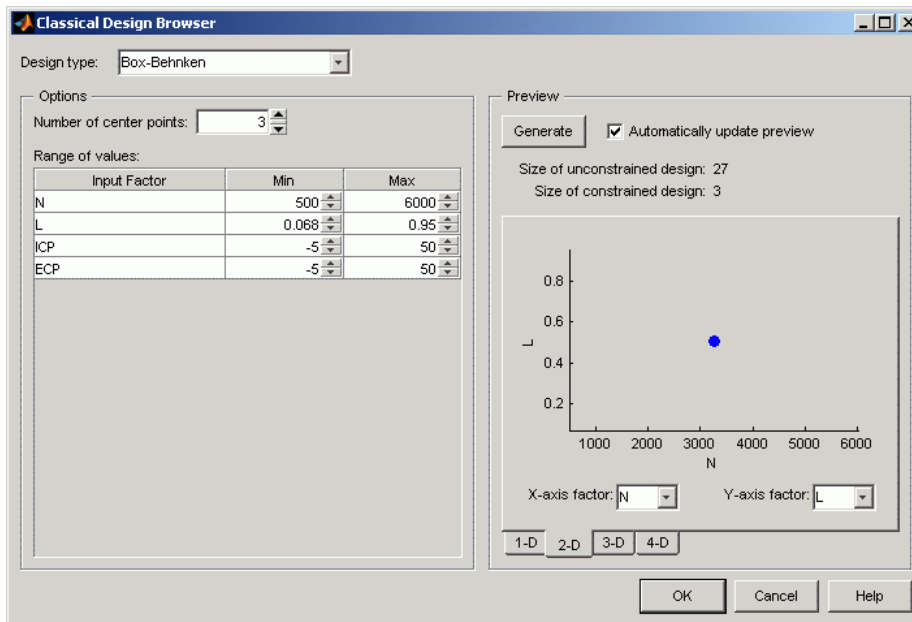 Classical Design Browser
Design type: Box-Behnken
Options
Number of center points: 3
Range of values:
Input Factor Min Max
N 500 6000
L 0.068 0.95
ICP -5 50
ECP -5 50
Preview
Generate Automatically update preview
Size of unconstrained design: 27
Size of constrained design: 3
0.8
0.6
0.4
0.2
L
1000 2000 3000 4000 5000 6000
N
X-axis factor: N Y-axis factor: L
1-D 2-D 3-D 4-D
OK Cancel Help